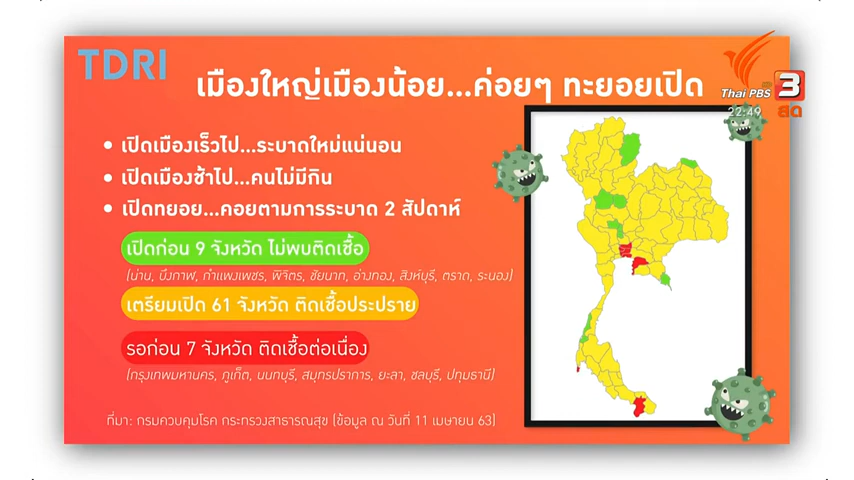 TDRI
เมืองใหญ่เมืองน้อย...ค่อยๆ ทะยอยเปิด
Thai PBS 3
22:49 สด
• เปิดเมืองเร็วไป...ระบาดใหม่แน่นอน
• เปิดเมืองช้าไป...คนไม่มีกิน
• เปิดทยอย...คอยตามการระบาด 2 สัปดาห์
เปิดก่อน 9 จังหวัด ไม่พบติดเชื้อ
(น่าน, บึงกาฬ, กำแพงเพชร, พิจิตร, ชัยนาท, อ่างทอง, สิงห์บุรี, ตราด, ระนอง)
เตรียมเปิด 61 จังหวัด ติดเชื้อประปราย
รอก่อน 7 จังหวัด ติดเชื้อต่อเนื่อง
(กรุงเทพมหานคร, ภูเก็ต, นนทบุรี, สมุทรปราการ, ยะลา, ชลบุรี, ปทุมธานี)
ที่มา: กรมควบคุมโรค กระทรวงสาธารณสุข (ข้อมูล ณ วันที่ 11 เมษายน 63)